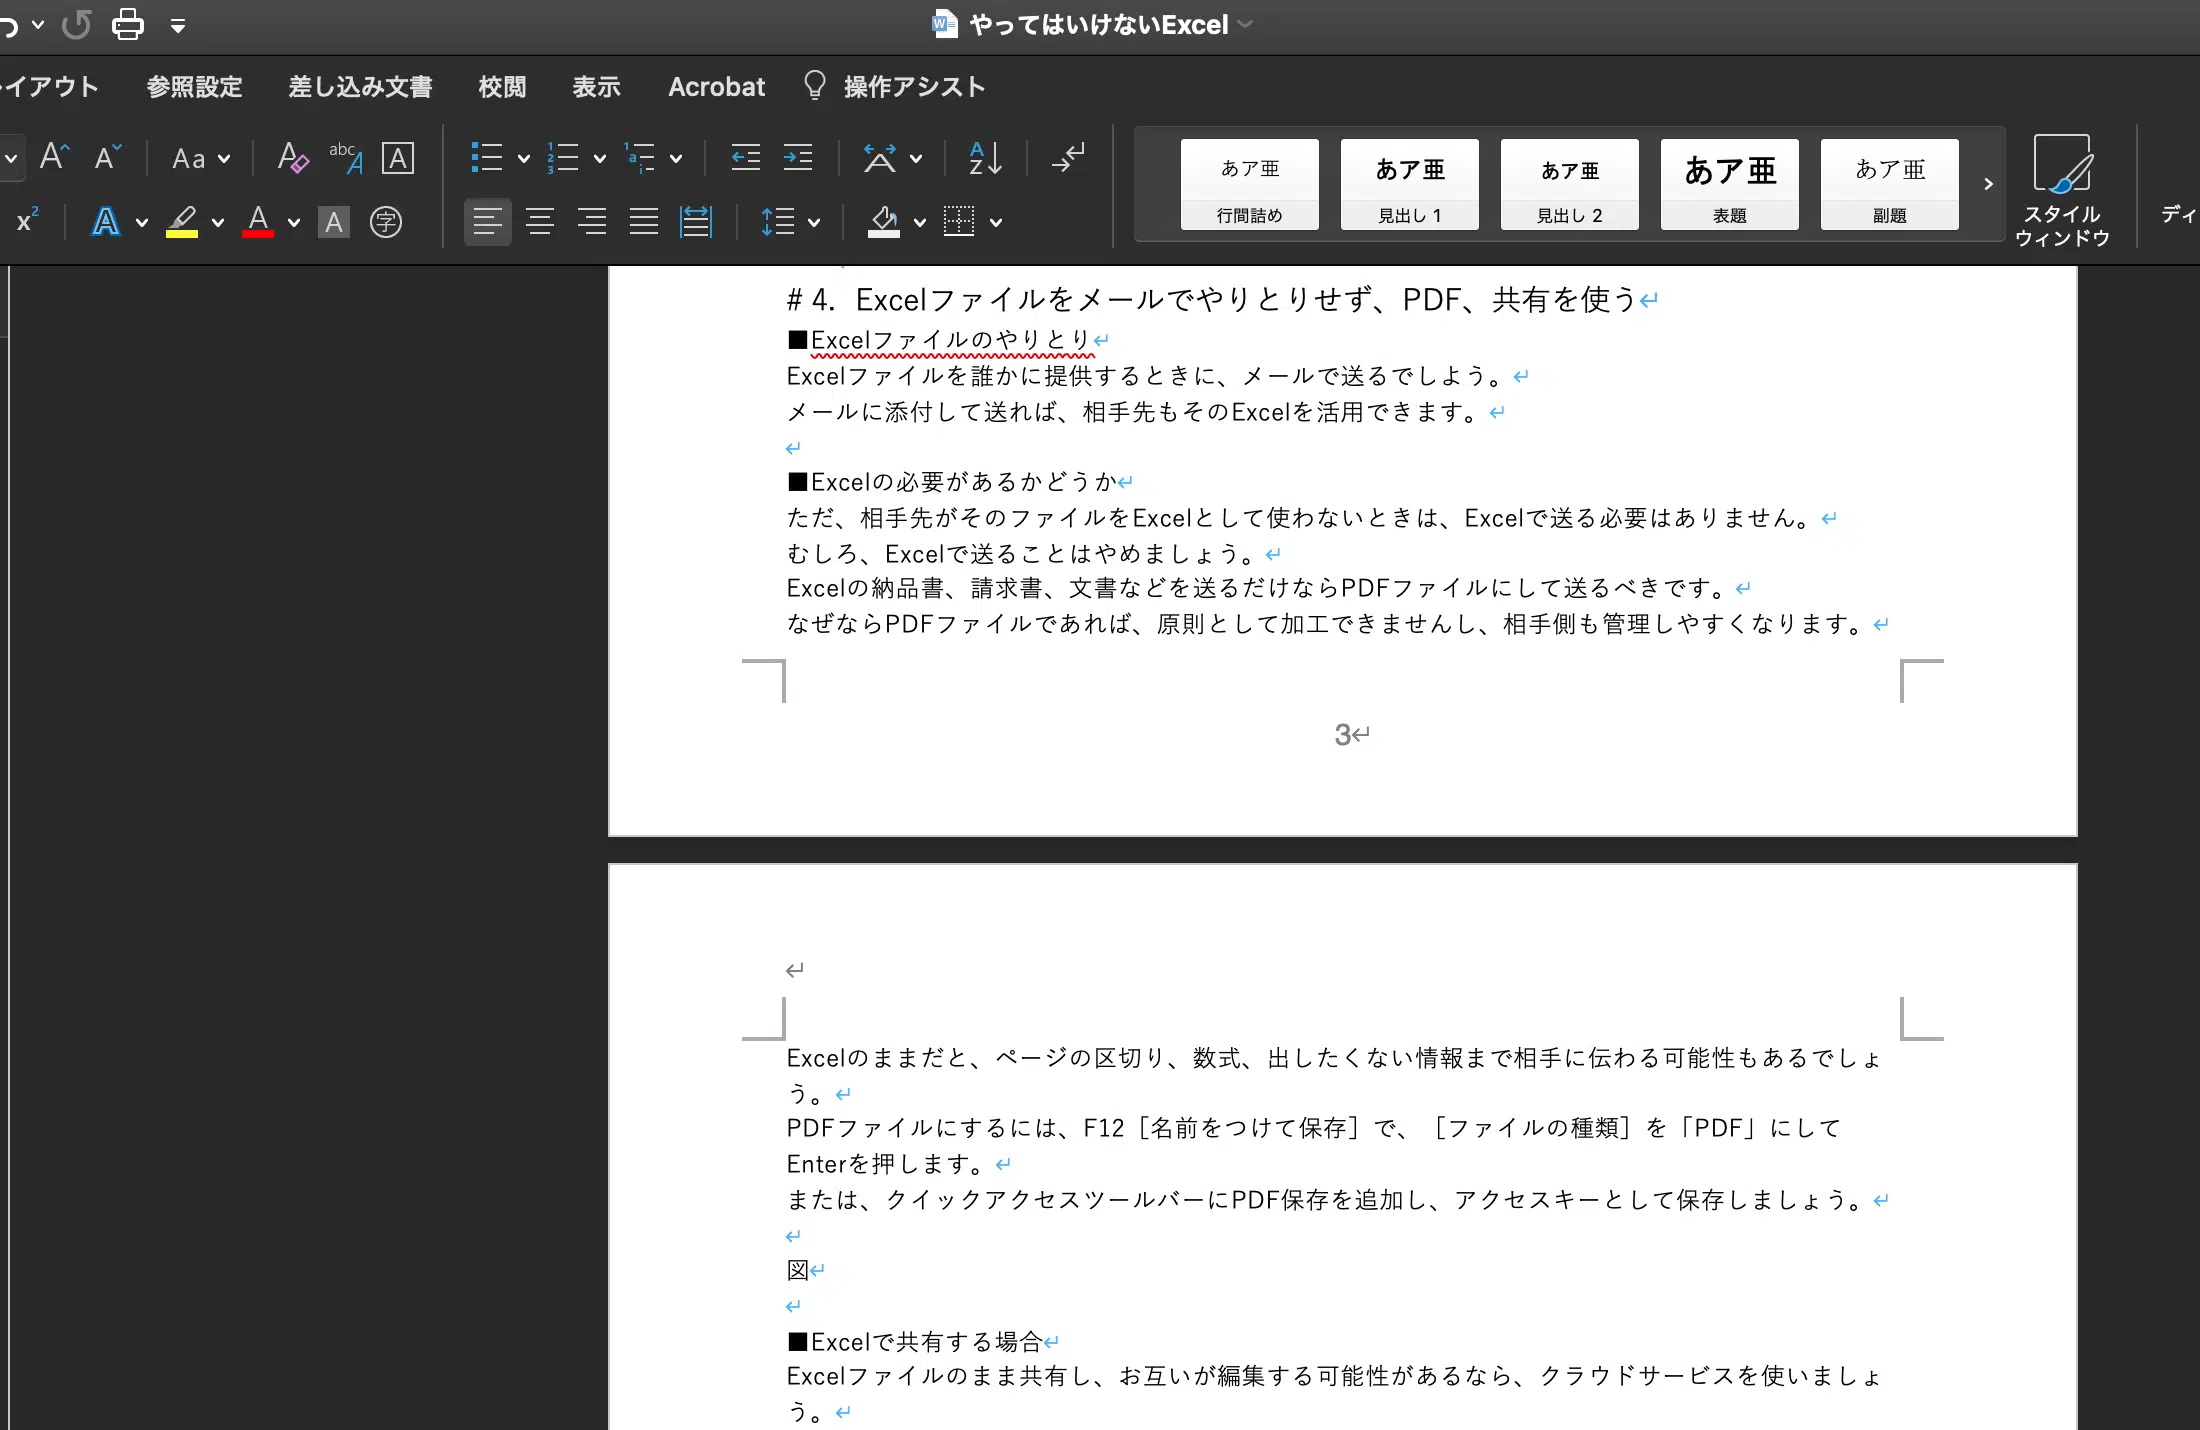 やってはいけないExcel
イアウト 参照設定 差し込み文書 校閲 表示 Acrobat 操作アシスト
Aa
あア亜 あア亜 あア亜 あア亜 あア亜
行間詰め 見出し 1 見出し 2 表題 副題
スタイル
ウィンドウ
ディ
# 4. Excelファイルをメールでやりとりせず、PDF、共有を使う
■Excelファイルのやりとり
Excelファイルを誰かに提供するときに、メールで送るでしよう。
メールに添付して送れば、相手先もそのExcelを活用できます。
■Excelの必要があるかどうか
ただ、相手先がそのファイルをExcelとして使わないときは、Excelで送る必要はありません。
むしろ、Excelで送ることはやめましょう。
Excelの納品書、請求書、文書などを送るだけならPDFファイルにして送るべきです。
なぜならPDFファイルであれば、原則として加工できませんし、相手側も管理しやすくなります。
3
Excelのままだと、ページの区切り、数式、出したくない情報まで相手に伝わる可能性もあるでしょ
う。
PDFファイルにするには、F12［名前をつけて保存］で、［ファイルの種類］を「PDF」にして
Enterを押します。
または、クイックアクセスツールバーにPDF保存を追加し、アクセスキーとして保存しましょう。
図
■Excelで共有する場合
Excelファイルのまま共有し、お互いが編集する可能性があるなら、クラウドサービスを使いましょ
う。